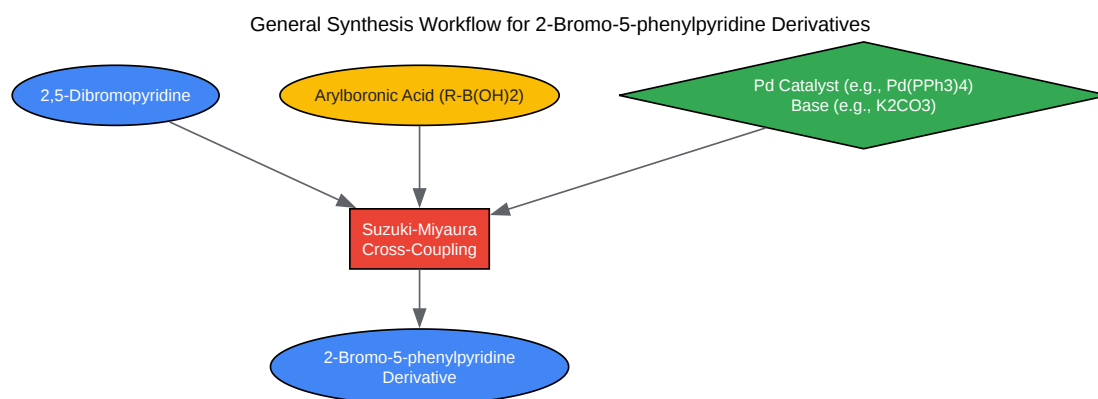 General Synthesis Workflow for 2-Bromo-5-phenylpyridine Derivatives
2,5-Dibromopyridine
Arylboronic Acid (R-B(OH)2)
Pd Catalyst (e.g., Pd(PPh3)4)
Base (e.g., K2CO3)
Suzuki-Miyaura
Cross-Coupling
2-Bromo-5-phenylpyridine
Derivative